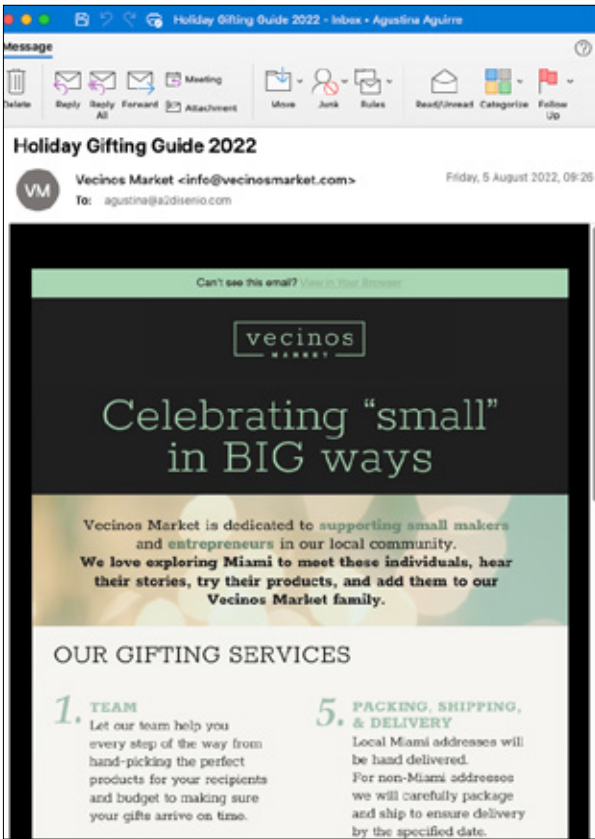 Holiday Gifting Guide 2022 - Inbox • Agustina Aguirre
Message
Delete
Reply
Reply All
Forward
Meeting
Attachment
Move
Junk
Rules
Read/Unread
Categorize
Follow Up
Holiday Gifting Guide 2022
VM
Vecinos Market <info@vecinosmarket.com>
Friday, 5 August 2022, 09:26
To: agustina@a2disenio.com
Can't see this email? View in Your Browser
vecinos
MARKET
Celebrating “small”
in BIG ways
Vecinos Market is dedicated to supporting small makers
and entrepreneurs in our local community.
We love exploring Miami to meet these individuals, hear
their stories, try their products, and add them to our
Vecinos Market family.
OUR GIFTING SERVICES
1. TEAM
Let our team help you
every step of the way from
hand-picking the perfect
products for your recipients
and budget to making sure
your gifts arrive on time.
5. PACKING, SHIPPING,
& DELIVERY
Local Miami addresses will
be hand delivered.
For non-Miami addresses
we will carefully package
and ship to ensure delivery
by the specified date.